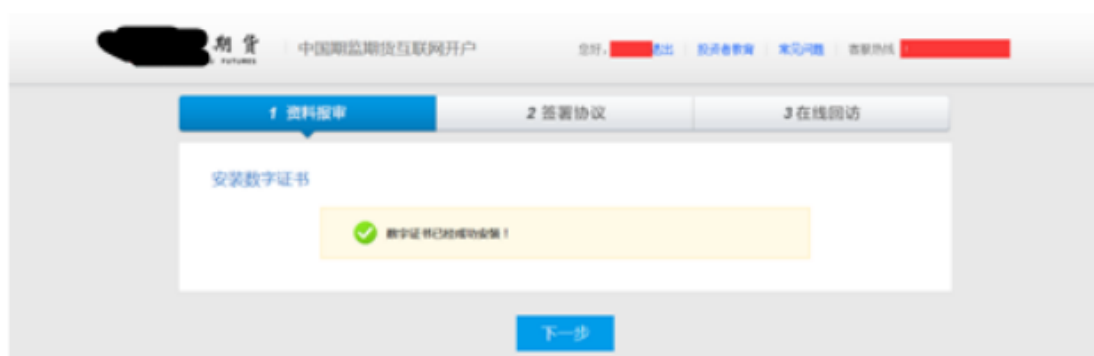 期货 中国期监期货互联网开户 您好， 退出 投资者教育 常见问题 客服热线
FUTURES
1 资料报审 2 签署协议 3 在线回访
安装数字证书
数字证书已经成功安装！
下一步